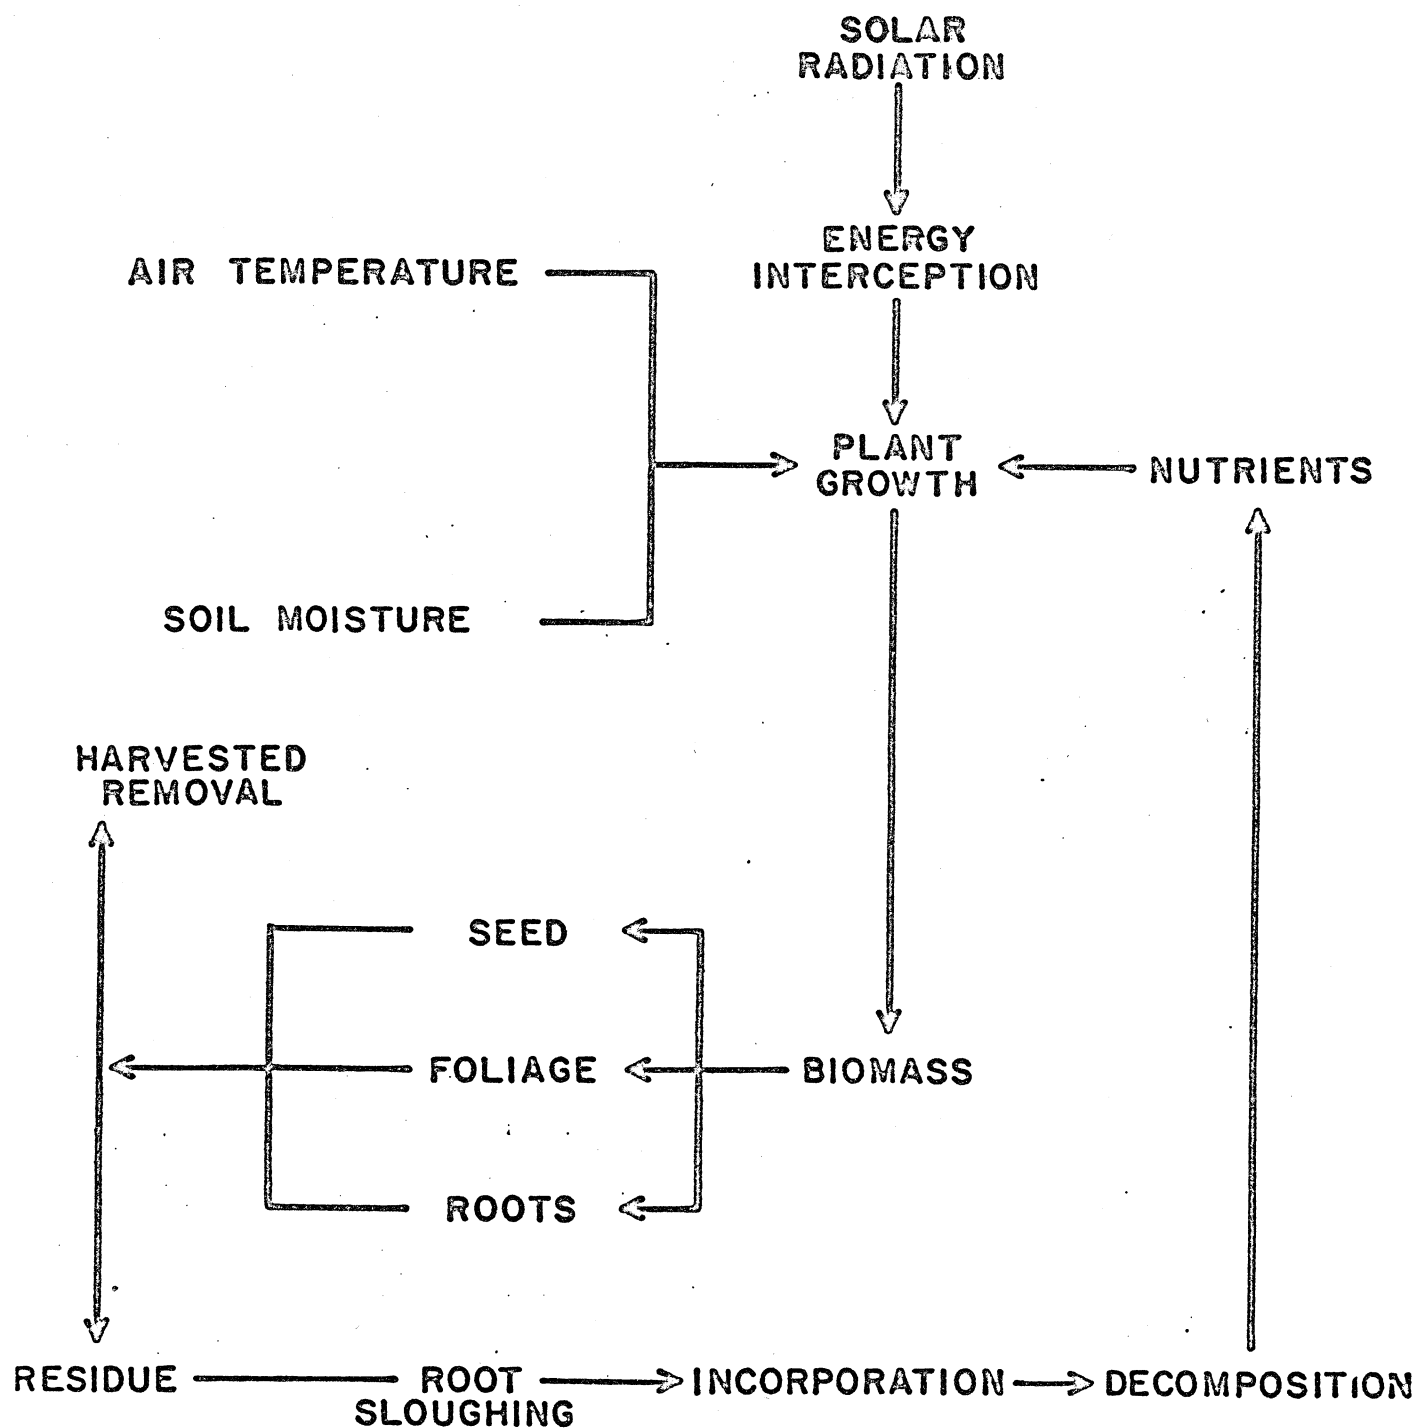 SOLAR
RADIATION
ENERGY
INTERCEPTION
AIR TEMPERATURE
PLANT
GROWTH
NUTRIENTS
SOIL MOISTURE
HARVESTED
REMOVAL
SEED
FOLIAGE
BIOMASS
ROOTS
RESIDUE
ROOT
SLOUGHING
INCORPORATION
DECOMPOSITION